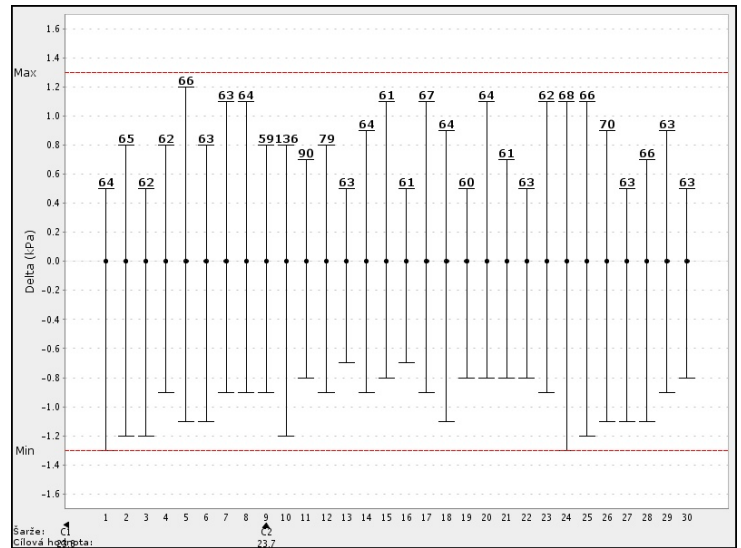 1.6
1.4
Max
1.2
66
63 64 67 62 68 66
1.0
61 64
64 64 70 63
0.8
65 62 63 59 136 79
90 61 66
0.6
64 62 63 61 60 63 63 63
0.4
0.2
Delta (kPa)
0.0
−0.2
−0.4
−0.6
−0.8
−1.0
−1.2
Min
−1.4
−1.6
1 2 3 4 5 6 7 8 9 10 11 12 13 14 15 16 17 18 19 20 21 22 23 24 25 26 27 28 29 30
Šarže: C1 C2
Cílová hodnota: 23.7